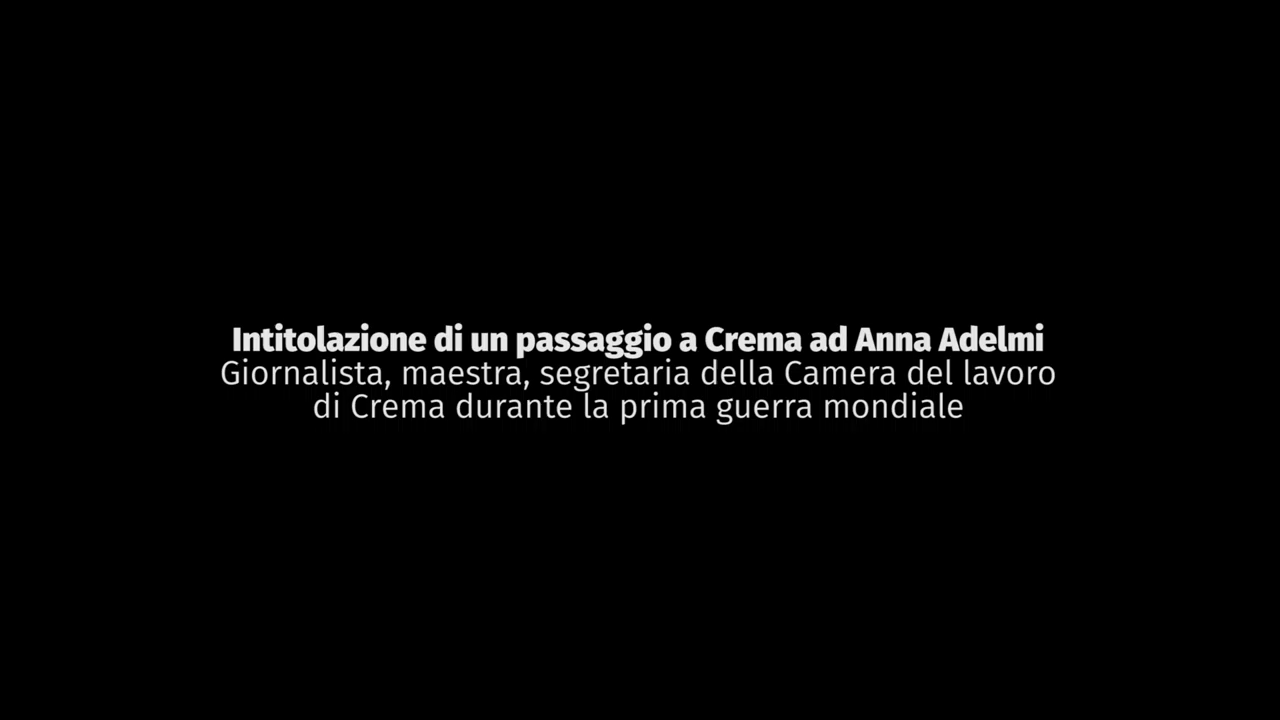 Intitolazione di un passaggio a Crema ad Anna Adelmi
Giornalista, maestra, segretaria della Camera del lavoro
di Crema durante la prima guerra mondiale